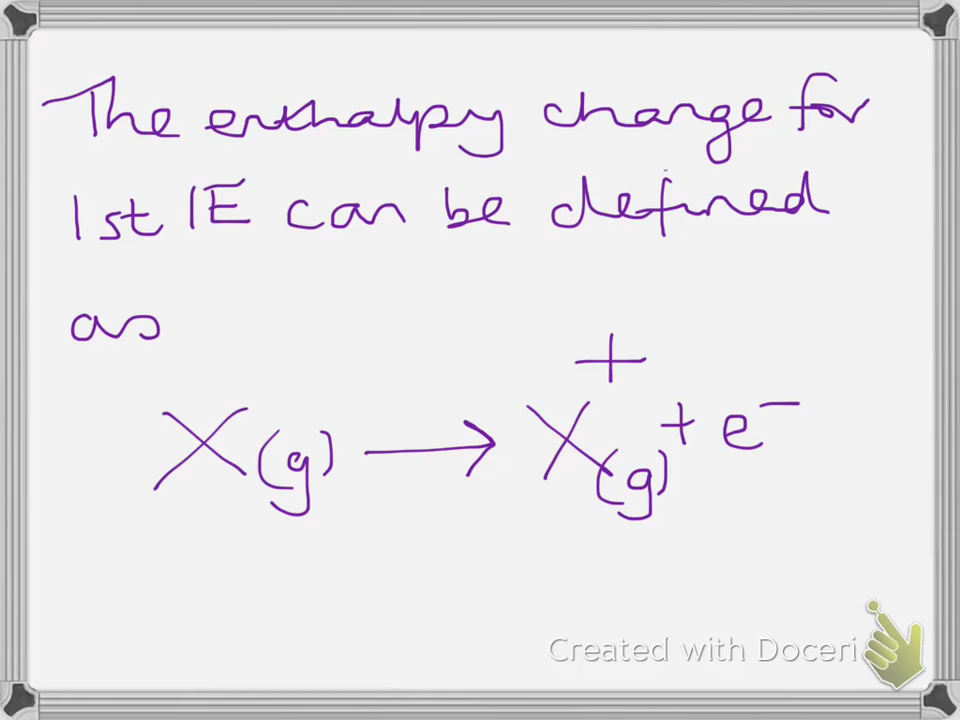 The enthalpy change for
1st IE can be defined
as
X(g) → X⁺(g) + e⁻
Created with Doceri